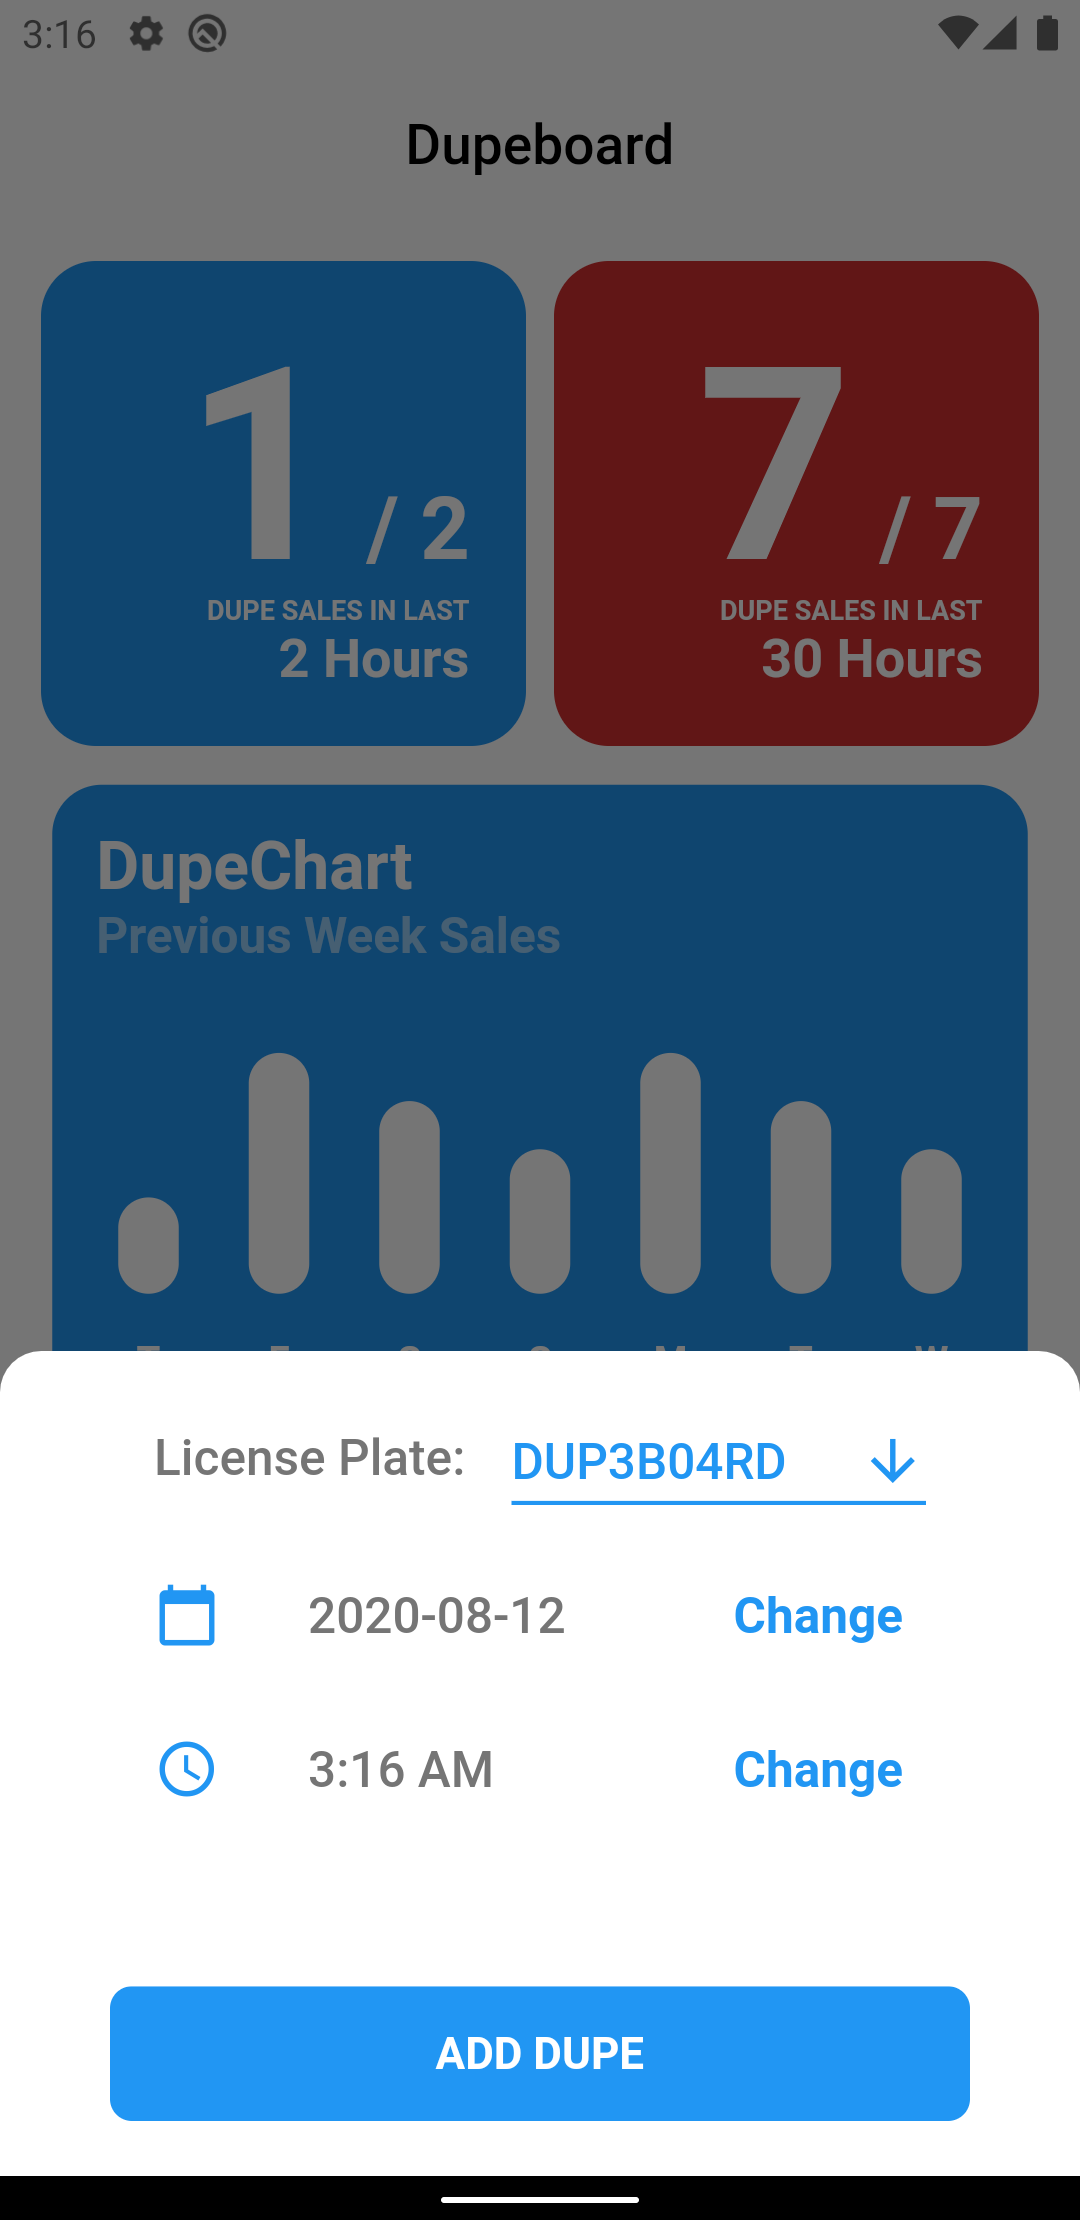 3:16
Dupeboard
1 / 2
DUPE SALES IN LAST
2 Hours
7 / 7
DUPE SALES IN LAST
30 Hours
DupeChart
Previous Week Sales
License Plate: DUP3B04RD
2020-08-12 Change
3:16 AM Change
ADD DUPE